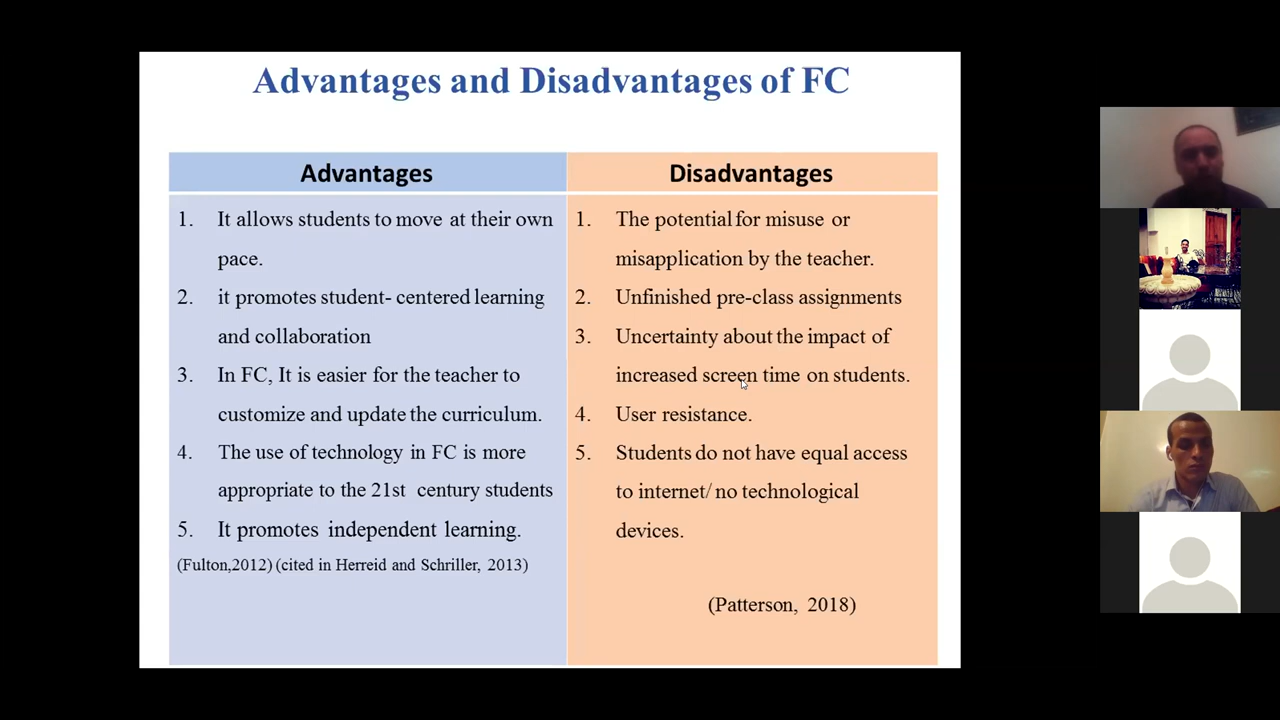 Advantages and Disadvantages of FC
Advantages
1. It allows students to move at their own
pace.
2. it promotes student- centered learning
and collaboration
3. In FC, It is easier for the teacher to
customize and update the curriculum.
4. The use of technology in FC is more
appropriate to the 21st century students
5. It promotes independent learning.
(Fulton,2012) (cited in Herreid and Schriller, 2013)
Disadvantages
1. The potential for misuse or
misapplication by the teacher.
2. Unfinished pre-class assignments
3. Uncertainty about the impact of
increased screen time on students.
4. User resistance.
5. Students do not have equal access
to internet/ no technological
devices.
(Patterson, 2018)